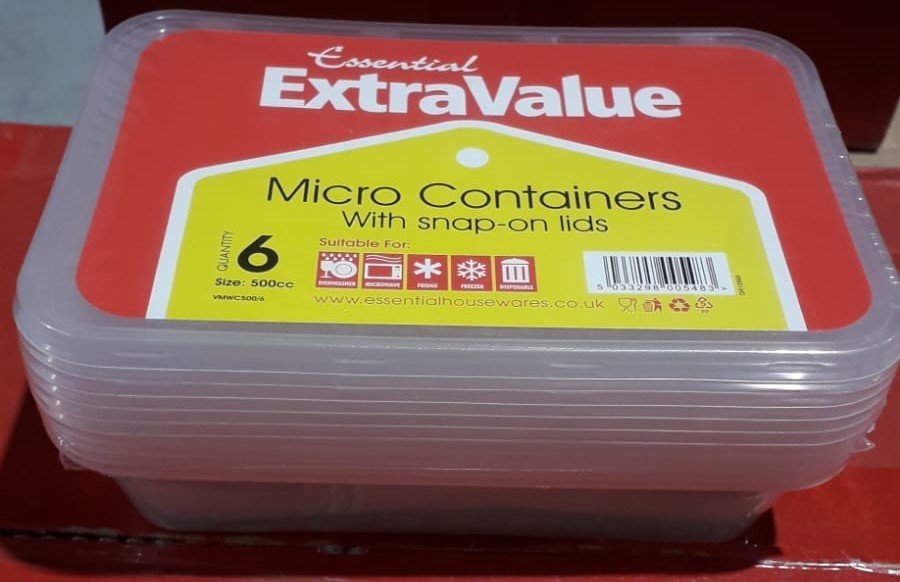 Essential
ExtraValue
Micro Containers
With snap-on lids
QUANTITY
6
Size: 500cc
VMWC500/6
Suitable For:
DISHWASHER MICROWAVE FRIDGE FREEZER DISPOSABLE
5 033298 005483 >
www.essentialhousewares.co.uk
PP